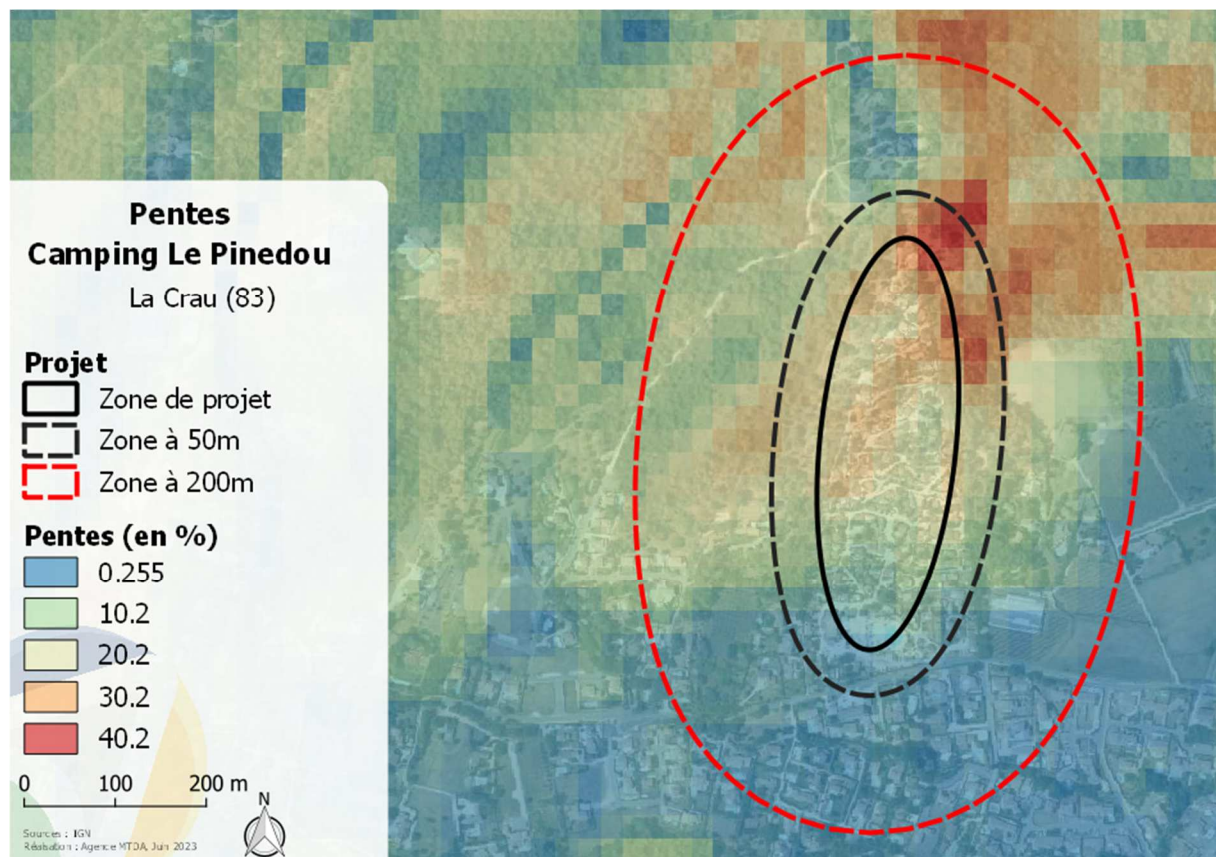 Pentes
Camping Le Pinedou
La Crau (83)
Projet
Zone de projet
Zone à 50m
Zone à 200m
Pentes (en %)
0.255
10.2
20.2
30.2
40.2
0 100 200 m
N
Sources : IGN
Réalisation : Agence MTDA, Juin 2023